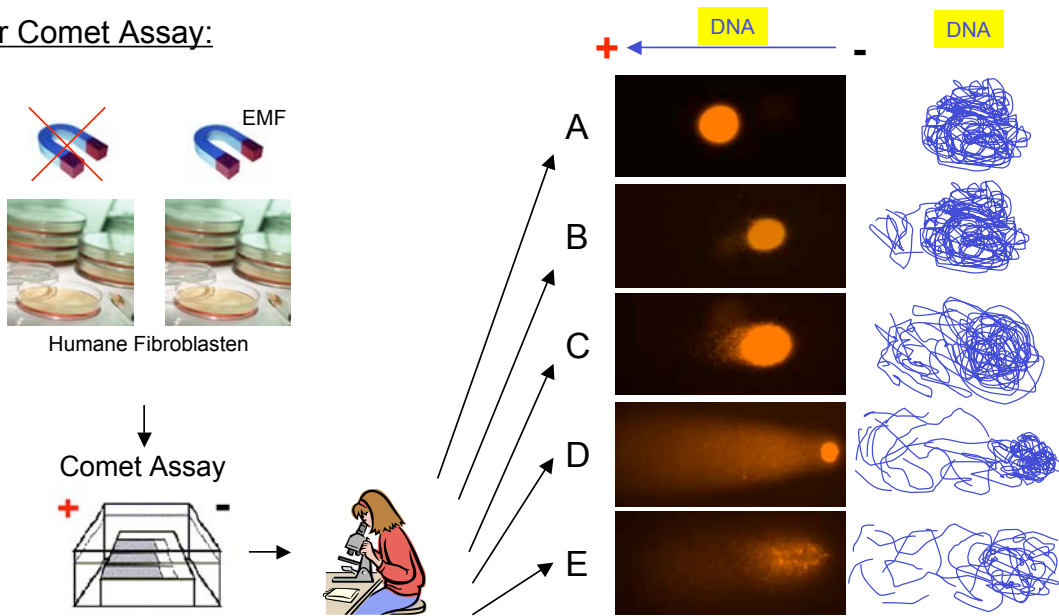 r Comet Assay:
EMF
Humane Fibroblasten
Comet Assay
+ -
+ DNA - DNA
A
B
C
D
E